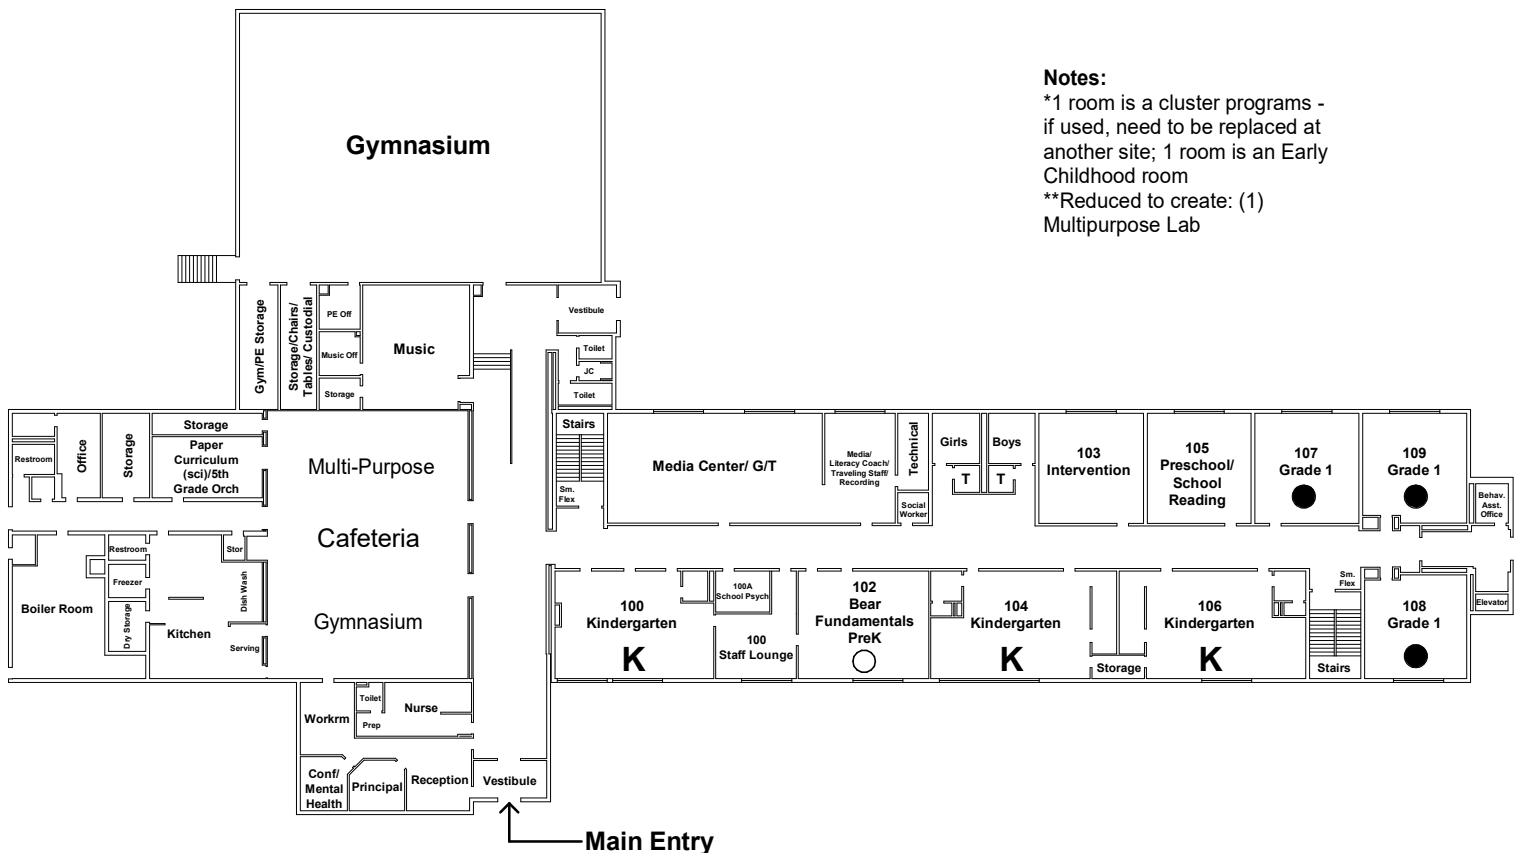 Notes:
*1 room is a cluster programs -
if used, need to be replaced at
another site; 1 room is an Early
Childhood room
**Reduced to create: (1)
Multipurpose Lab
Gymnasium
Gym/PE Storage
Storage/Chairs/
Tables/ Custodial
PE Off
Music Off
Storage
Music
Vestibule
Toilet
JC
Toilet
Restroom
Office
Storage
Storage
Paper
Curriculum
(sci)/5th
Grade Orch
Multi-Purpose
Cafeteria
Gymnasium
Stairs
Sm.
Flex
Media Center/ G/T
Media/
Literacy Coach/
Traveling Staff/
Recording
Technical
Social
Worker
Girls
T
Boys
T
103
Intervention
105
Preschool/
School
Reading
107
Grade 1
109
Grade 1
Behav.
Asst.
Office
Boiler Room
Restroom
Freezer
Dry Storage
Stor
Dish Wash
Kitchen
Serving
100
Kindergarten
K
100A
School Psych
100
Staff Lounge
102
Bear
Fundamentals
PreK
104
Kindergarten
K
Storage
106
Kindergarten
K
Sm.
Flex
Stairs
108
Grade 1
Elevator
Workrm
Toilet
Prep
Nurse
Conf/
Mental
Health
Principal
Reception
Vestibule
Main Entry